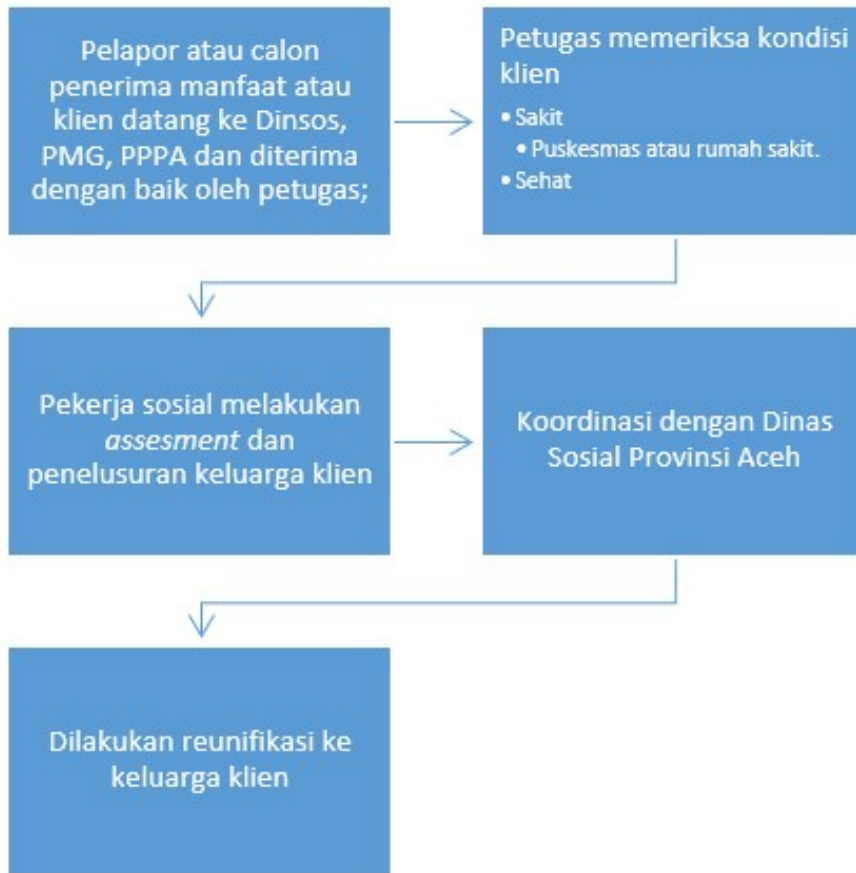 Pelapor atau calon
penerima manfaat atau
klien datang ke Dinsos,
PMG, PPPA dan diterima
dengan baik oleh petugas;
Petugas memeriksa kondisi
klien
• Sakit
• Puskesmas atau rumah sakit.
• Sehat
Pekerja sosial melakukan
assesment dan
penelusuran keluarga klien
Koordinasi dengan Dinas
Sosial Provinsi Aceh
Dilakukan reunifikasi ke
keluarga klien